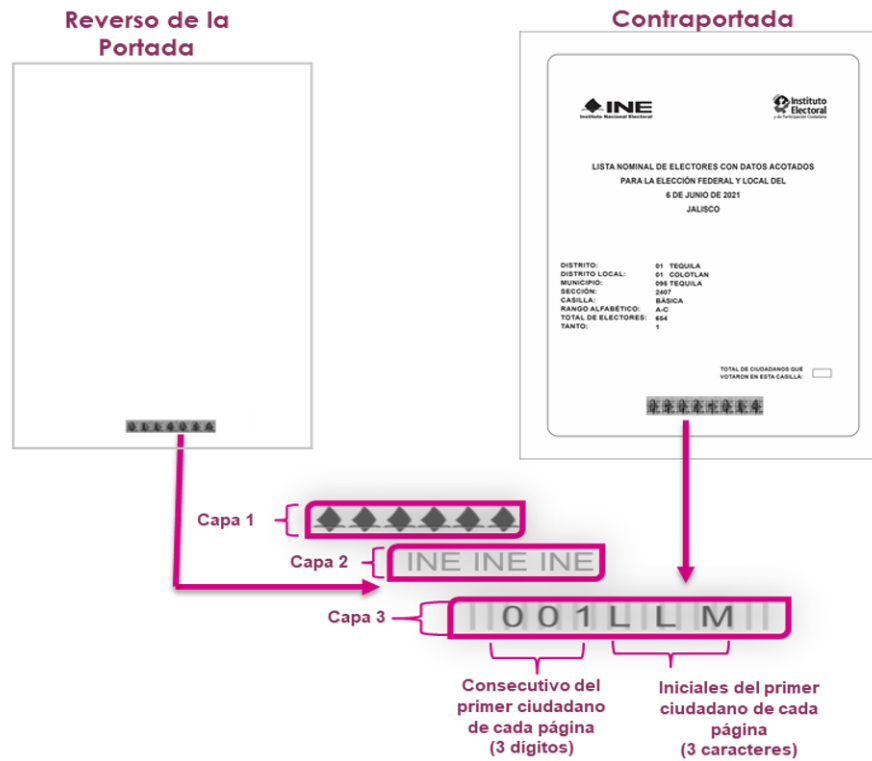 Reverso de la
Portada
Contraportada
INE
Instituto Nacional Electoral
Instituto
Electoral
y de Participación Ciudadana
LISTA NOMINAL DE ELECTORES CON DATOS ACOTADOS
PARA LA ELECCIÓN FEDERAL Y LOCAL DEL
6 DE JUNIO DE 2021
JALISCO
DISTRITO: 01 TEQUILA
DISTRITO LOCAL: 01 COLOTLAN
MUNICIPIO: 096 TEQUILA
SECCIÓN: 2407
CASILLA: BÁSICA
RANGO ALFABÉTICO: A-C
TOTAL DE ELECTORES: 664
TANTO: 1
TOTAL DE CIUDADANOS QUE
VOTARON EN ESTA CASILLA:
Capa 1
Capa 2
INE INE INE
Capa 3
001LLM
Consecutivo del
primer ciudadano
de cada página
(3 dígitos)
Iniciales del primer
ciudadano de cada
página
(3 caracteres)